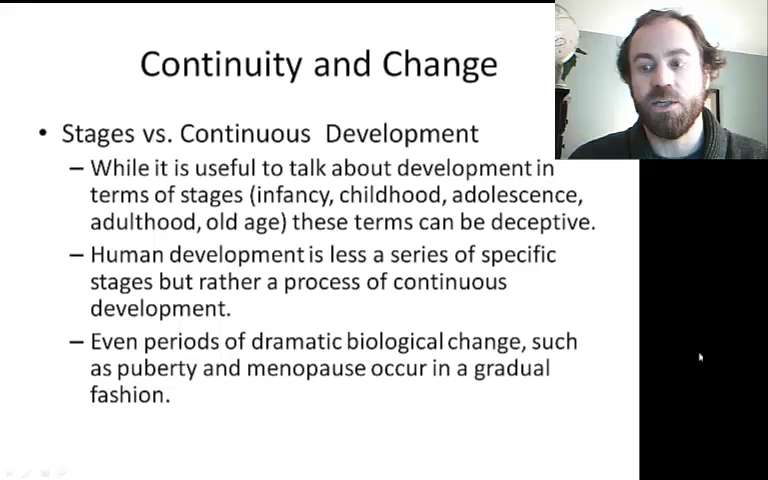 Continuity and Change
• Stages vs. Continuous Development
– While it is useful to talk about development in
terms of stages (infancy, childhood, adolescence,
adulthood, old age) these terms can be deceptive.
– Human development is less a series of specific
stages but rather a process of continuous
development.
– Even periods of dramatic biological change, such
as puberty and menopause occur in a gradual
fashion.